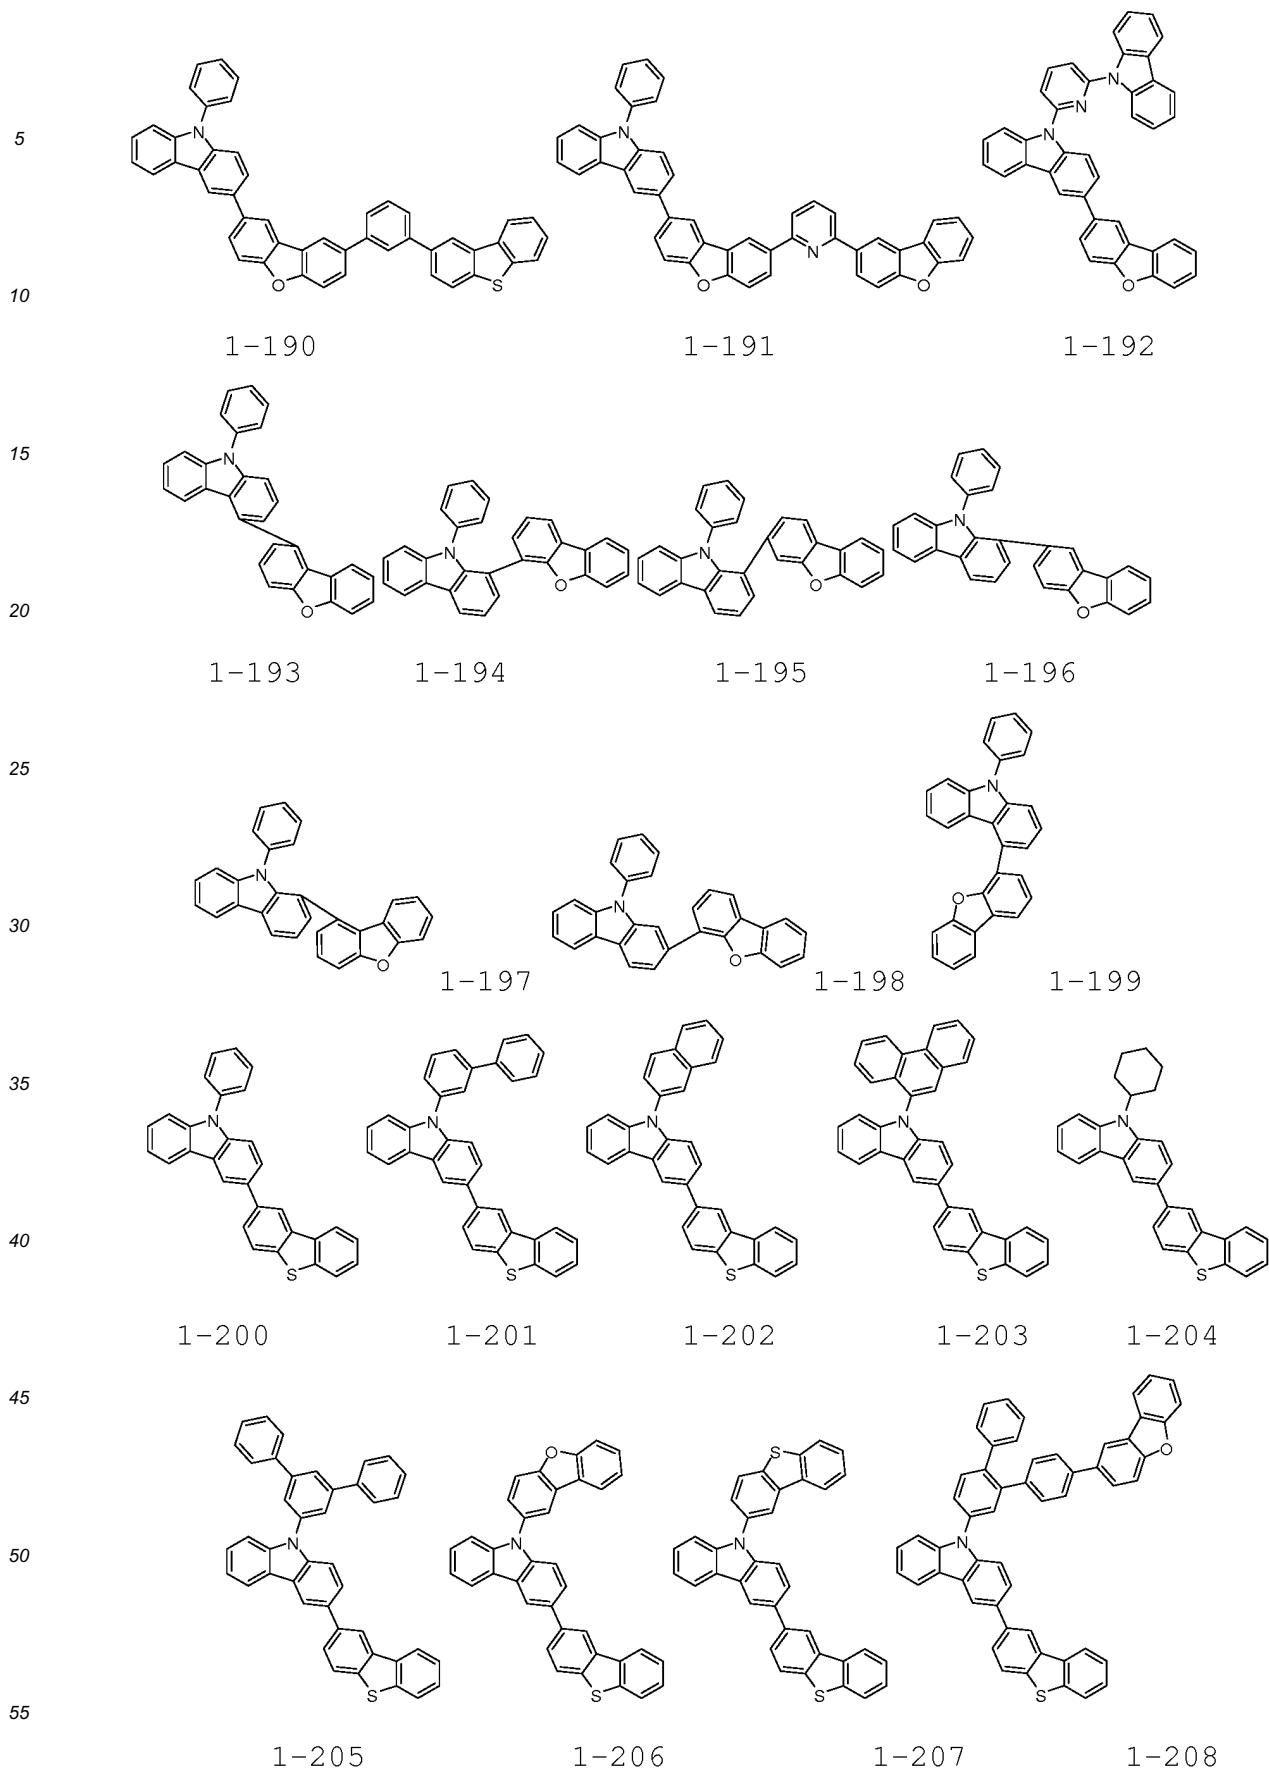 N N N N N
5 N
O S O O O
10
1-190 1-191 1-192
15 N N N N
O O O O
20
1-193 1-194 1-195 1-196
25 N
N N O
30 O O
1-197 1-198 1-199
35 N N N N N
40 S S S S S
1-200 1-201 1-202 1-203 1-204
45 O S O
50 N N N N
S S S S
55
1-205 1-206 1-207 1-208